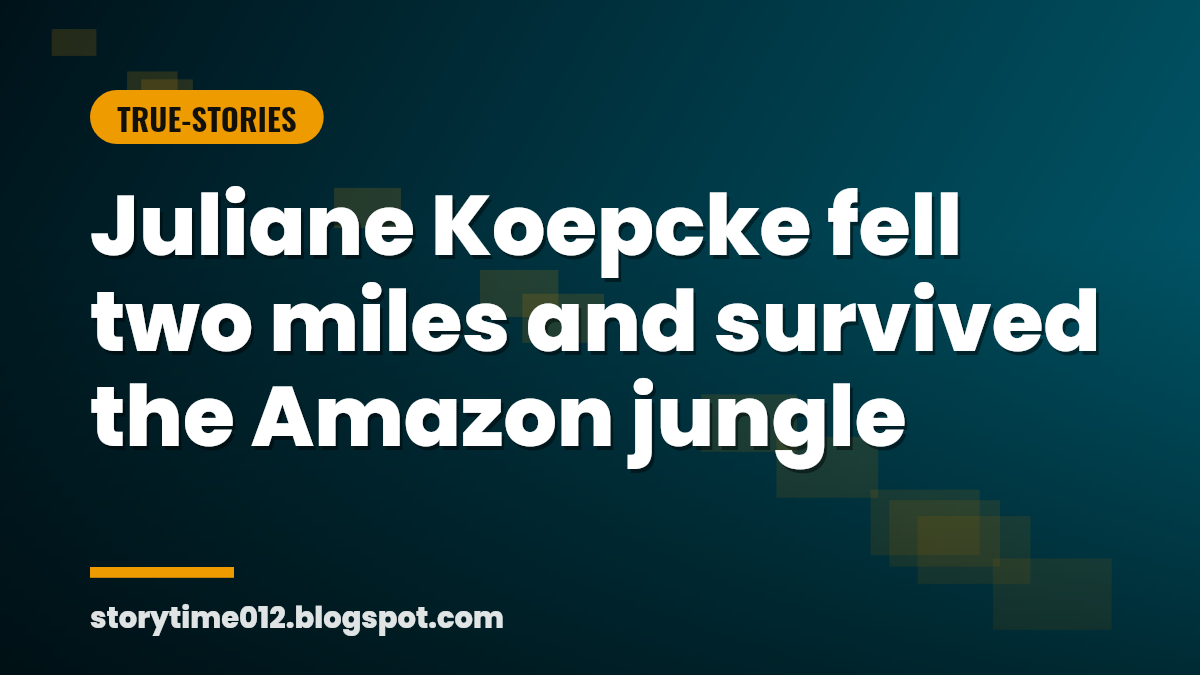 TRUE-STORIES
Juliane Koepcke fell
two miles and survived
the Amazon jungle
storytime012.blogspot.com